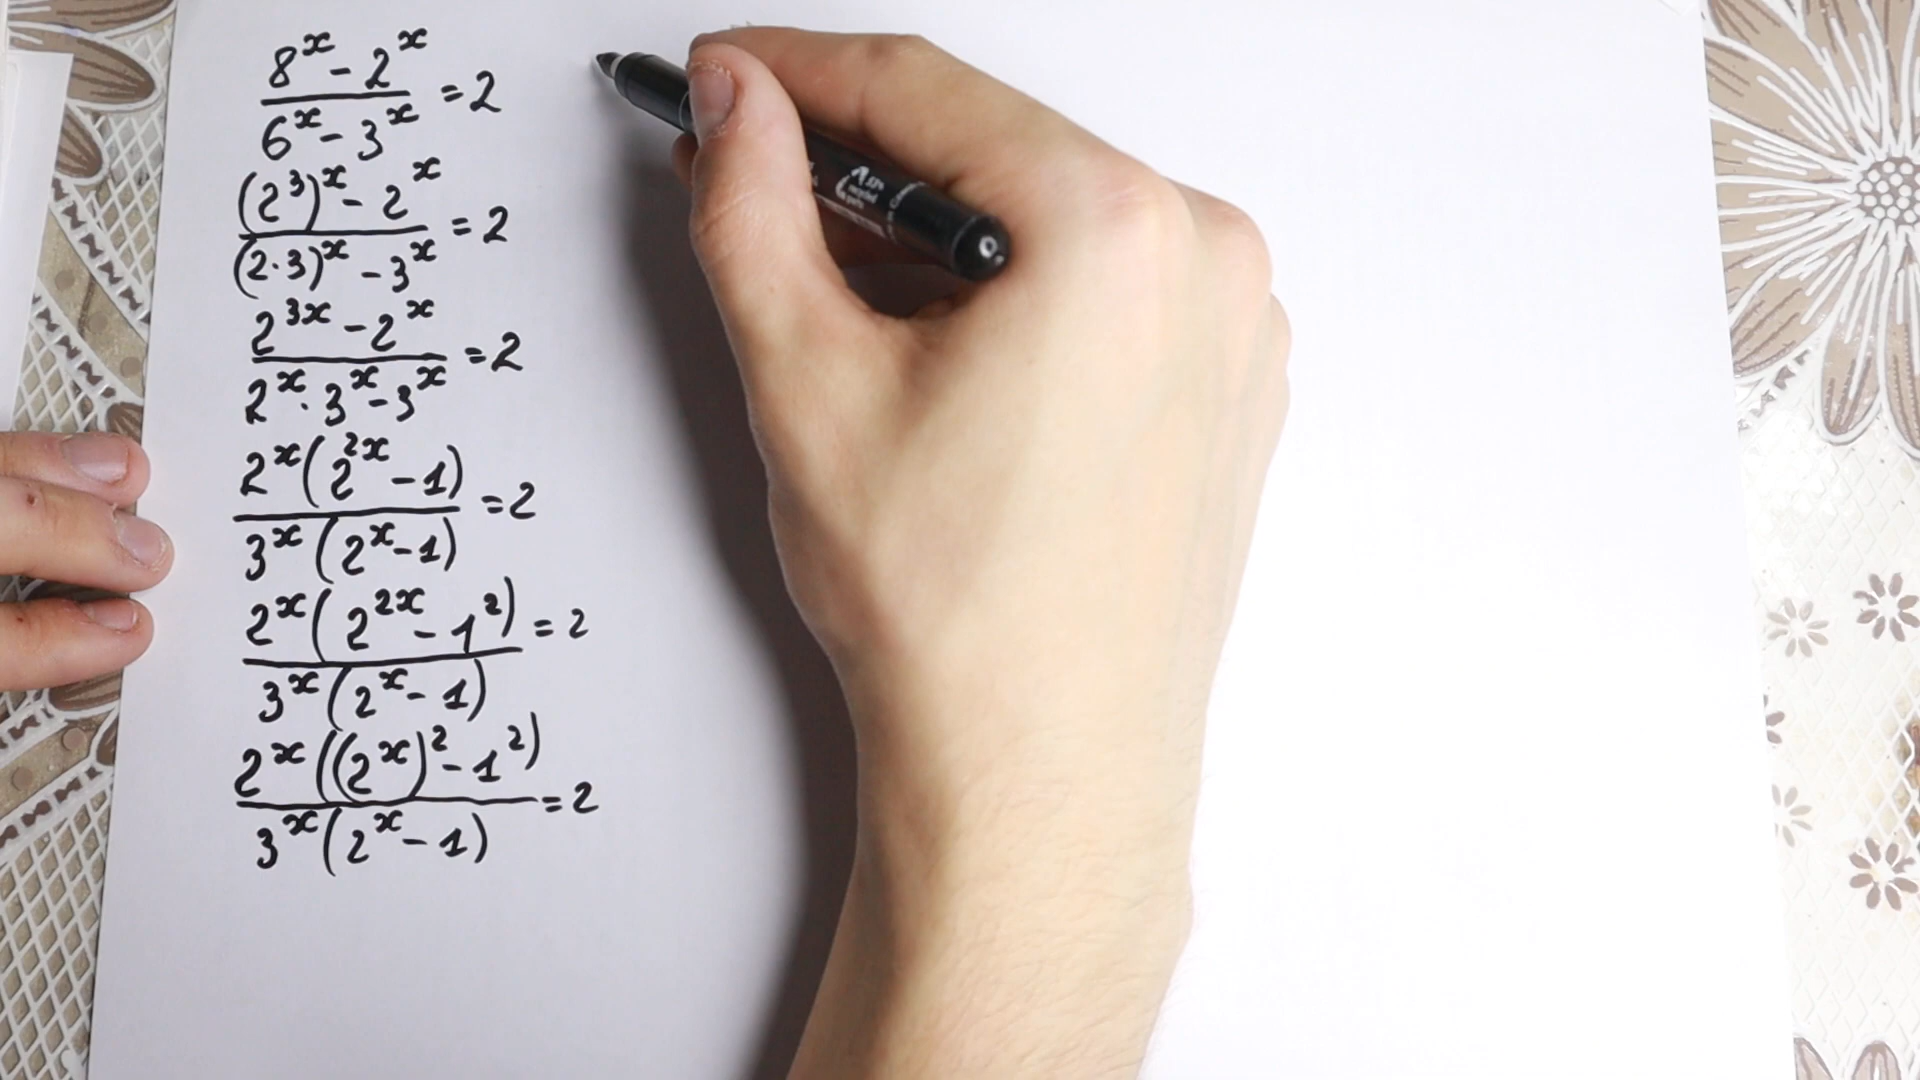 8^x - 2^x / 6^x - 3^x = 2
(2^3)^x - 2^x / (2·3)^x - 3^x = 2
2^3x - 2^x / 2^x · 3^x - 3^x = 2
2^x (2^2x - 1) / 3^x (2^x - 1) = 2
2^x (2^2x - 1^2) / 3^x (2^x - 1) = 2
2^x ((2^x)^2 - 1^2) / 3^x (2^x - 1) = 2